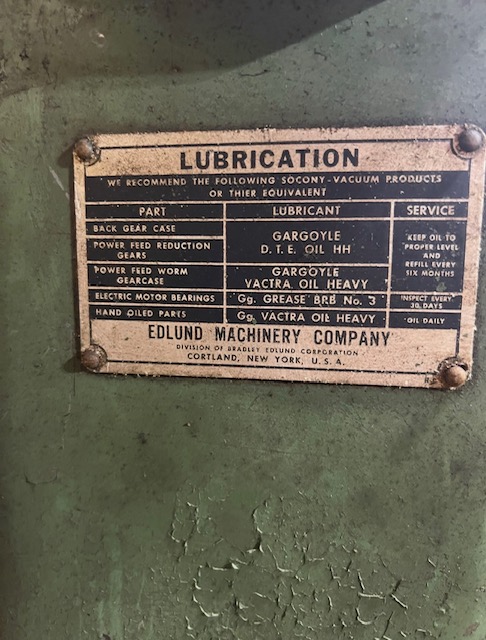 LUBRICATION
WE RECOMMEND THE FOLLOWING SOCONY-VACUUM PRODUCTS
OR THIER EQUIVALENT
PART LUBRICANT SERVICE
BACK GEAR CASE
POWER FEED REDUCTION
GEARS
GARGOYLE
D.T.E. OIL HH
POWER FEED WORM
GEARCASE
GARGOYLE
VACTRA OIL HEAVY
KEEP OIL TO
PROPER LEVEL
AND
REFILL EVERY
SIX MONTHS
ELECTRIC MOTOR BEARINGS Gg. GREASE BRB No. 3 INSPECT EVERY
30 DAYS
HAND OILED PARTS Gg. VACTRA OIL HEAVY OIL DAILY
EDLUND MACHINERY COMPANY
DIVISION OF BRADLEY EDLUND CORPORATION
CORTLAND, NEW YORK, U.S.A.